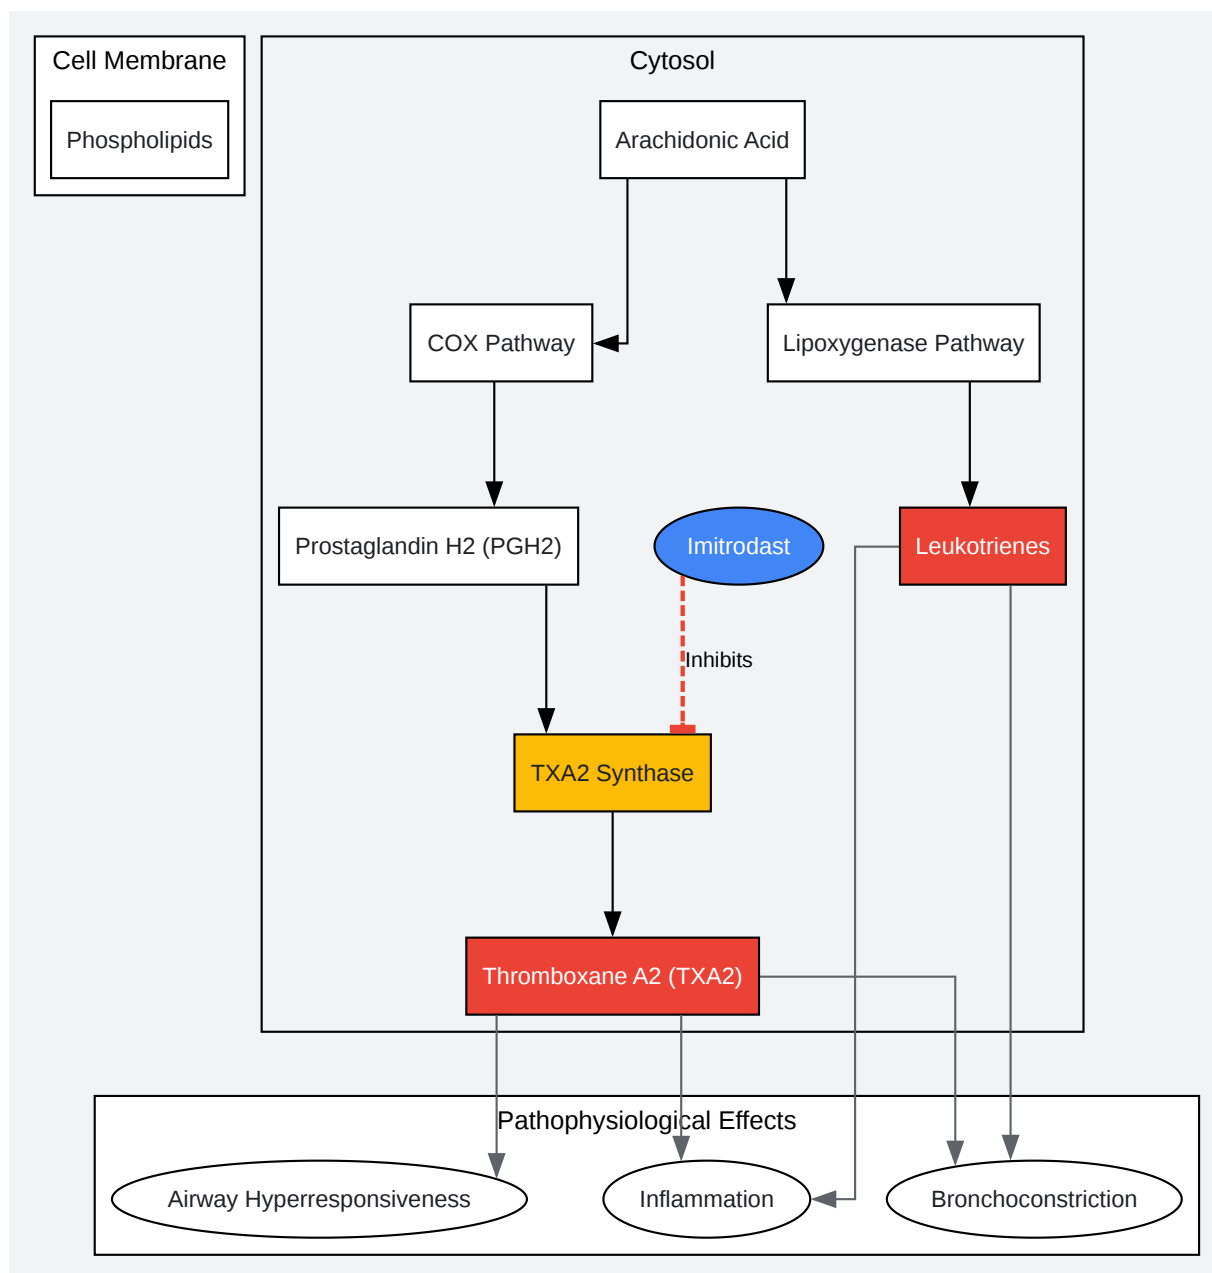 Cell Membrane
Cytosol
Phospholipids
Arachidonic Acid
COX Pathway
Lipoxygenase Pathway
Prostaglandin H2 (PGH2)
Imitrodast
Leukotrienes
Inhibits
TXA2 Synthase
Thromboxane A2 (TXA2)
Pathophysiological Effects
Airway Hyperresponsiveness
Inflammation
Bronchoconstriction